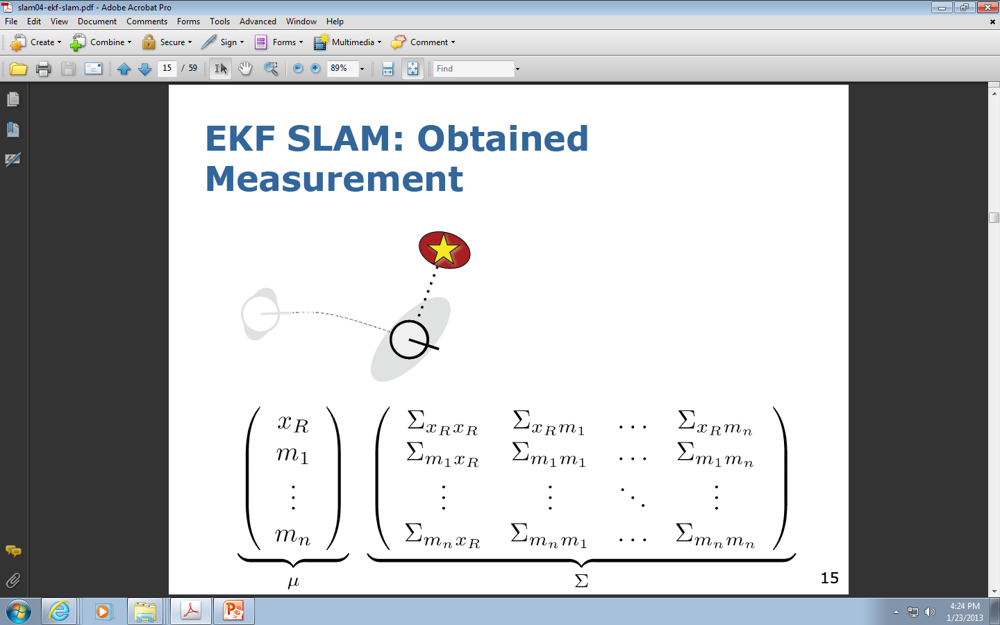 slam04-ekf-slam.pdf - Adobe Acrobat Pro
File Edit View Document Comments Forms Tools Advanced Window Help
Create Combine Secure Sign Forms Multimedia Comment
15 / 59 89% Find
EKF SLAM: Obtained
Measurement
x_R Σ_{x_R x_R} Σ_{x_R m_1} … Σ_{x_R m_n}
m_1 Σ_{m_1 x_R} Σ_{m_1 m_1} … Σ_{m_1 m_n}
⋮ ⋮ ⋮ ⋱ ⋮
m_n Σ_{m_n x_R} Σ_{m_n m_1} … Σ_{m_n m_n}
μ Σ
15
4:24 PM
1/23/2013